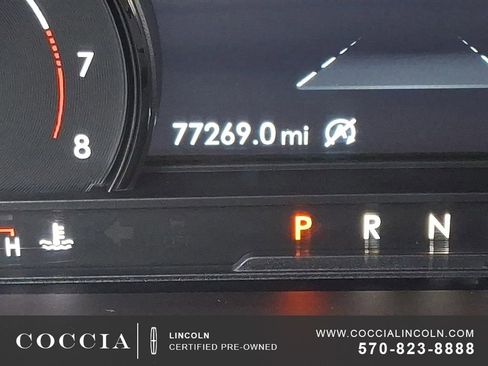 7
8
77269.0 mi
H
P R N
COCCIA
LINCOLN
CERTIFIED PRE-OWNED
WWW.COCCIALINCOLN.COM
570-823-8888